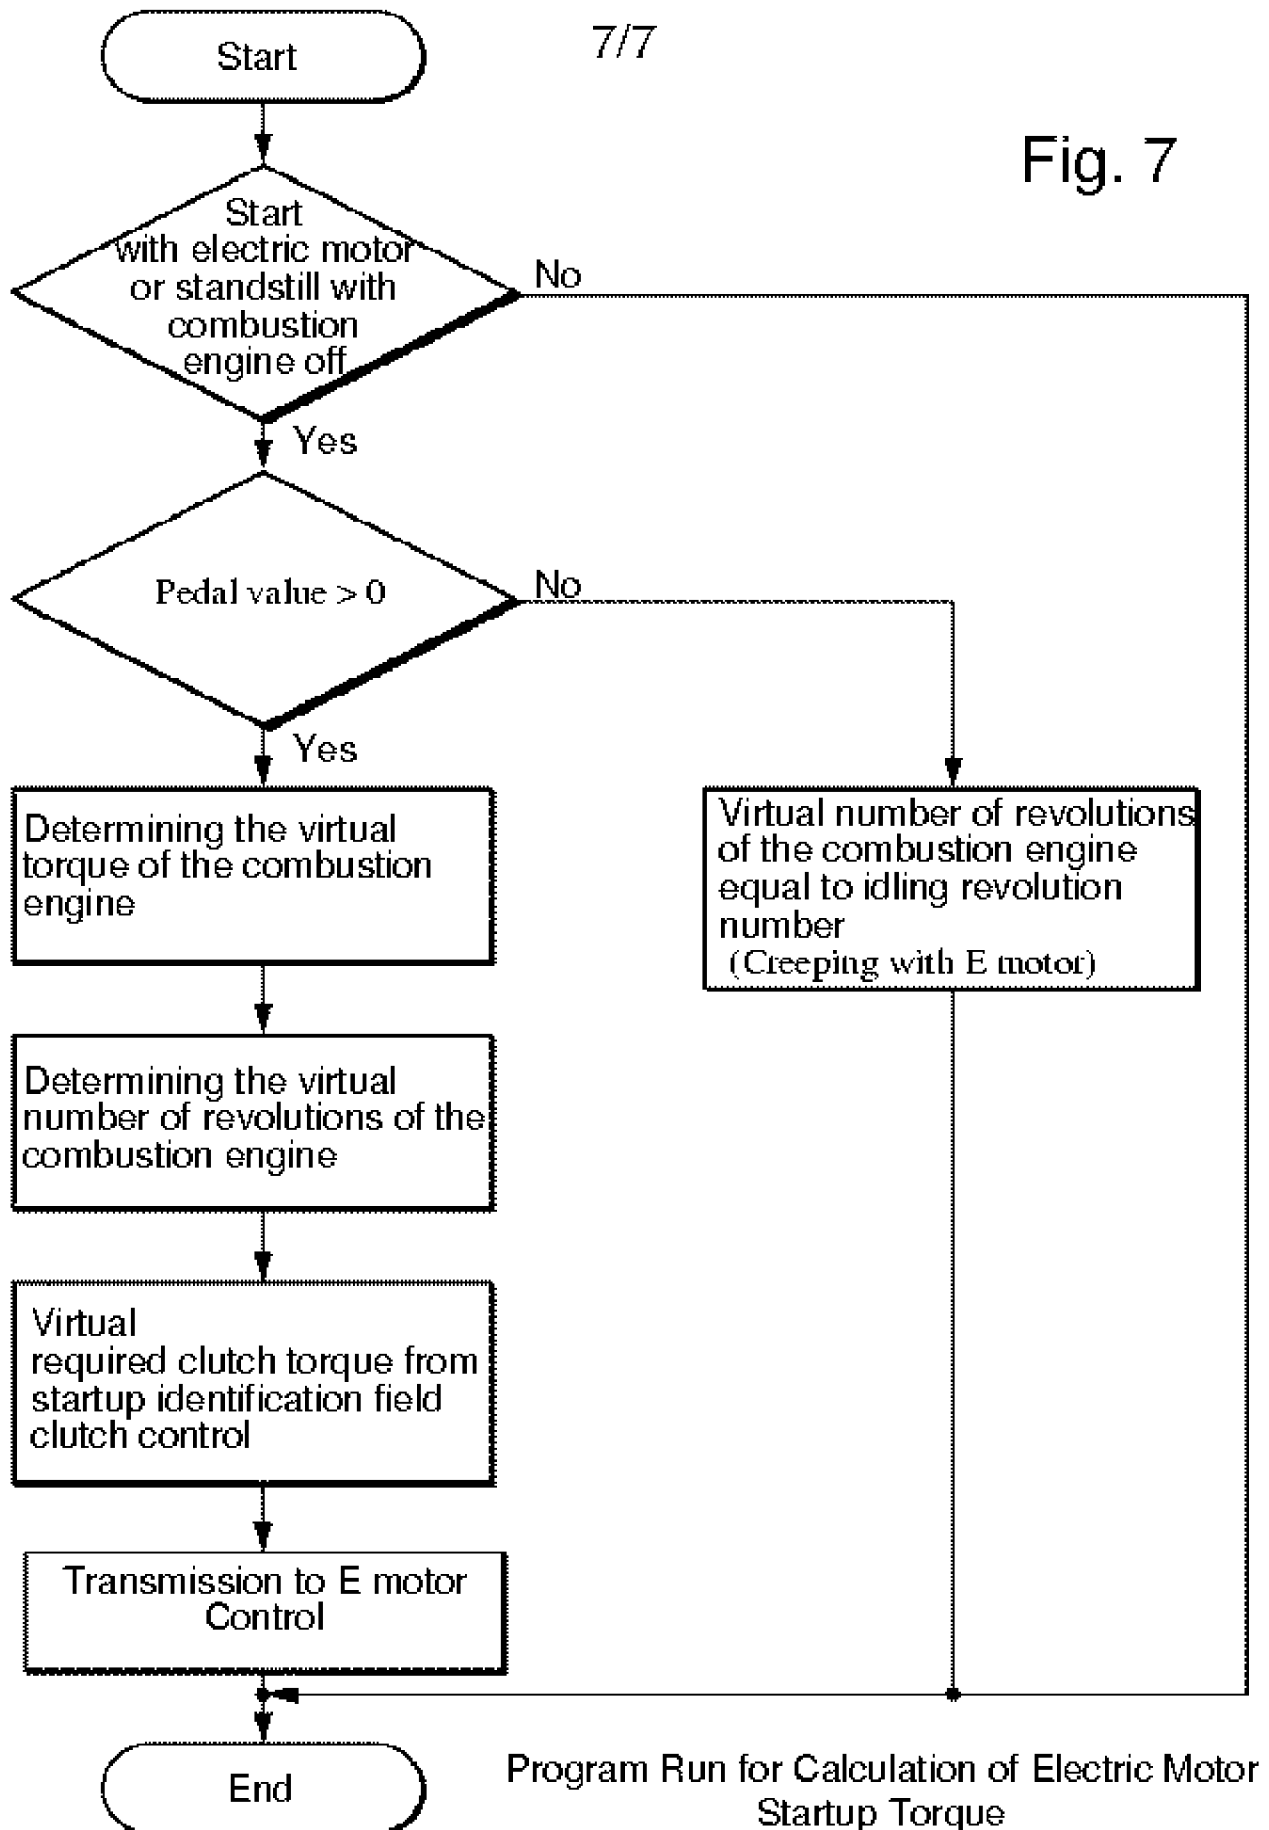 7/7
Fig. 7
Start
Start
with electric motor
or standstill with
combustion
engine off
No
Yes
Pedal value > 0
No
Yes
Determining the virtual
torque of the combustion
engine
Virtual number of revolutions
of the combustion engine
equal to idling revolution
number
(Creeping with E motor)
Determining the virtual
number of revolutions of the
combustion engine
Virtual
required clutch torque from
startup identification field
clutch control
Transmission to E motor
Control
End
Program Run for Calculation of Electric Motor
Startup Torque